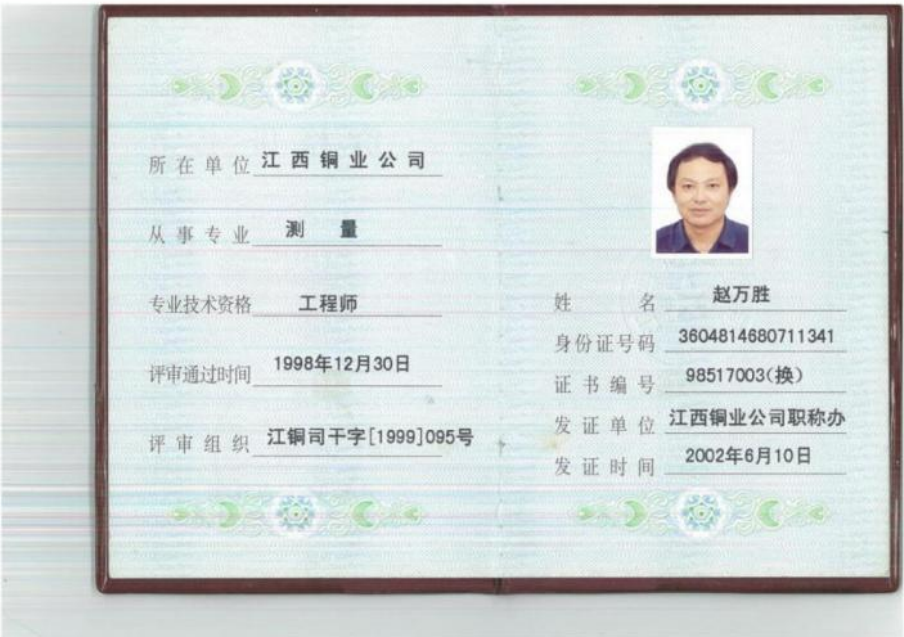 所在单位 江西铜业公司
从事专业 测 量
专业技术资格 工程师
评审通过时间 1998年12月30日
评审组织 江铜司干字[1999]095号
姓 名 赵万胜
身份证号码 3604814680711341
证书编号 98517003(换)
发证单位 江西铜业公司职称办
发证时间 2002年6月10日